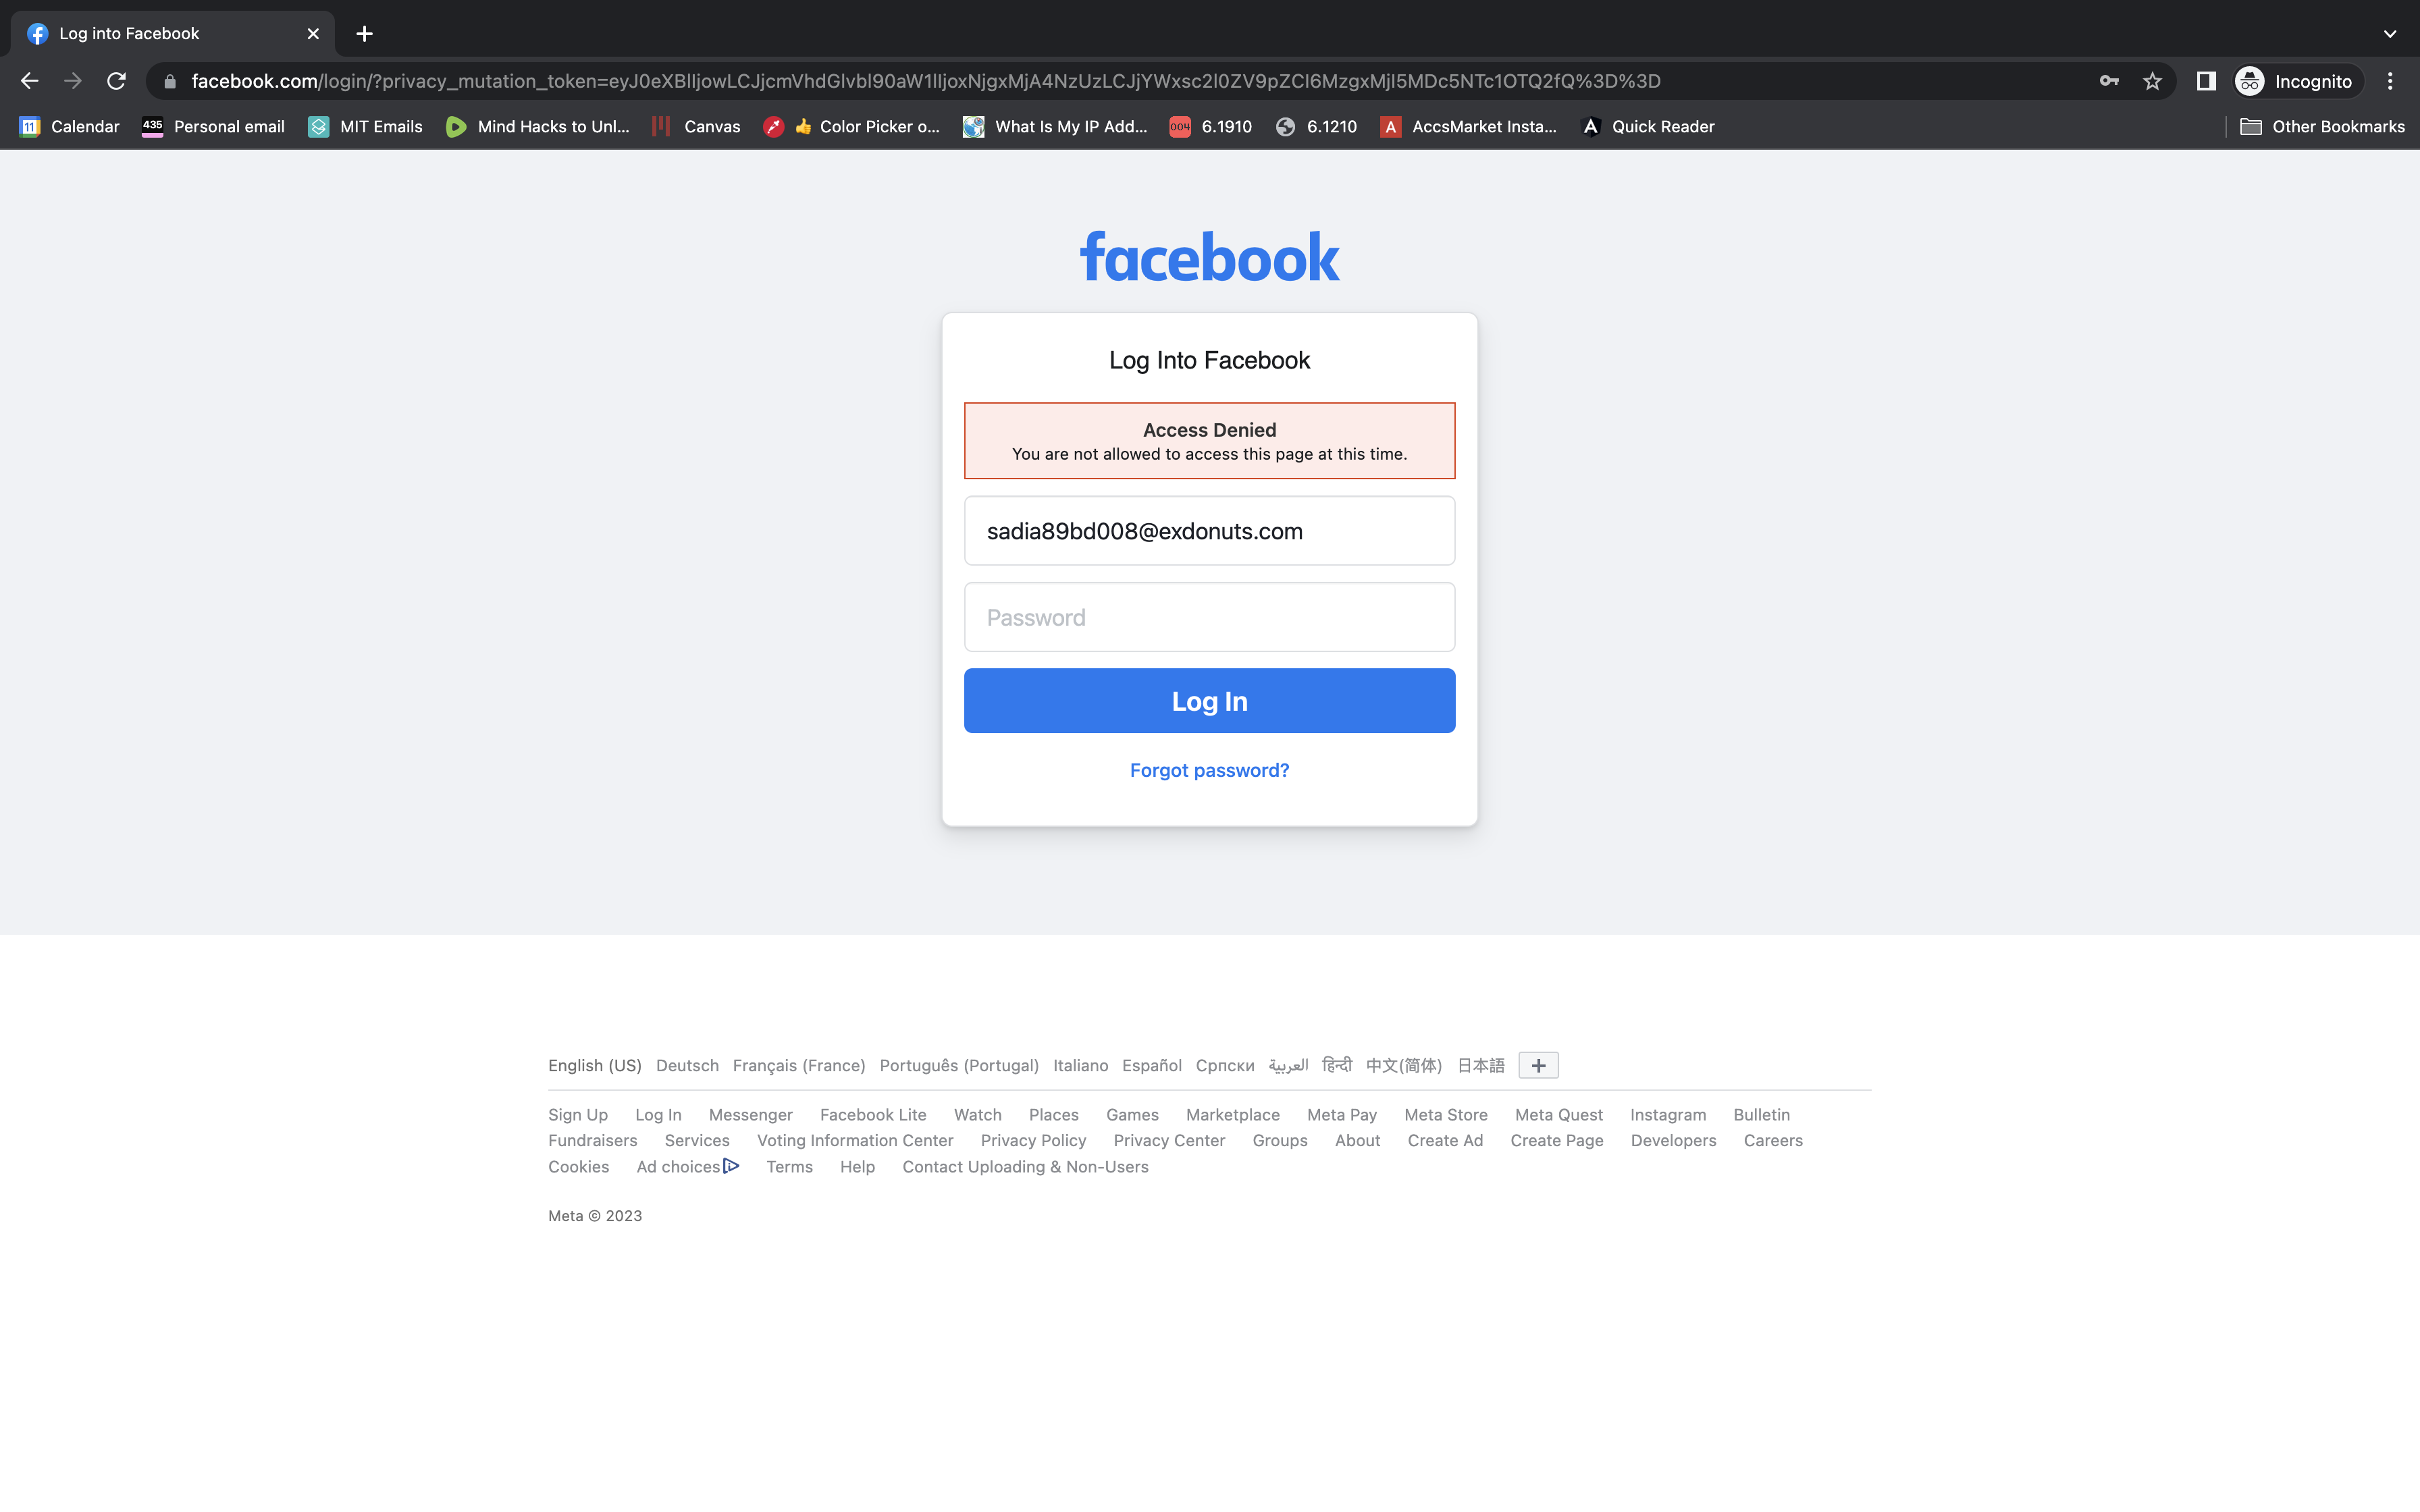 Log into Facebook
facebook.com/login/?privacy_mutation_token=eyJ0eXBlIjowLCJjcmVhdGlvbl90aW1lIjoxNjgxMjA4NzUzLCJjYWxsc2l0ZV9pZCI6MzgxMjI5MDc5NTc1OTQ2fQ%3D%3D
Incognito
11 Calendar 435 Personal email MIT Emails Mind Hacks to Unl... Canvas 👍 Color Picker o... What Is My IP Add... 004 6.1910 6.1210 A AccsMarket Insta... A Quick Reader Other Bookmarks
facebook
Log Into Facebook
Access Denied
You are not allowed to access this page at this time.
sadia89bd008@exdonuts.com
Password
Log In
Forgot password?
English (US) Deutsch Français (France) Português (Portugal) Italiano Español Српски العربية हिन्दी 中文(简体) 日本語 +
Sign Up Log In Messenger Facebook Lite Watch Places Games Marketplace Meta Pay Meta Store Meta Quest Instagram Bulletin
Fundraisers Services Voting Information Center Privacy Policy Privacy Center Groups About Create Ad Create Page Developers Careers
Cookies Ad choices Terms Help Contact Uploading & Non-Users
Meta © 2023